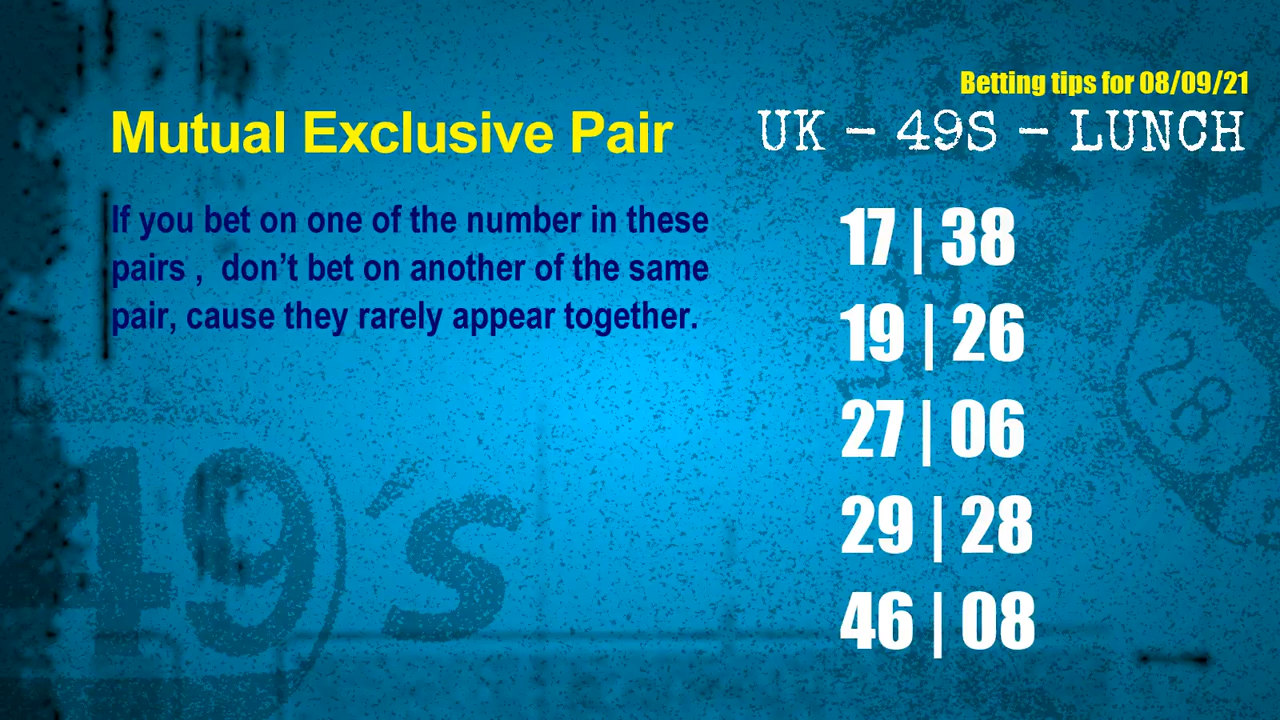 Betting tips for 08/09/21
Mutual Exclusive Pair
UK - 49S - LUNCH
If you bet on one of the number in these
pairs , don't bet on another of the same
pair, cause they rarely appear together.
17 | 38
19 | 26
27 | 06
29 | 28
46 | 08
49's
28